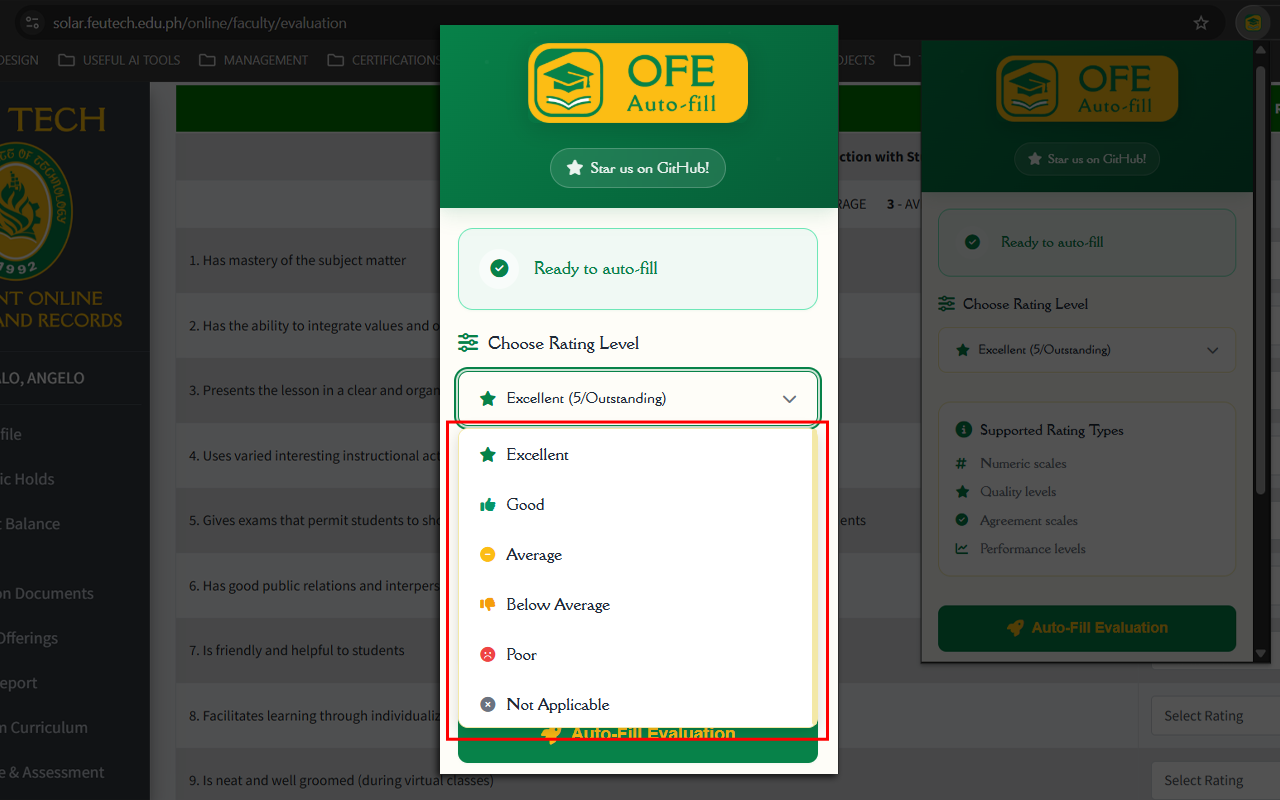 solar.feutech.edu.ph/online/faculty/evaluation
DESIGN
USEFUL AI TOOLS
MANAGEMENT
CERTIFICATIONS
OJECTS
TECH
GE OF TECHNOLOGY
1992
NT ONLINE
AND RECORDS
LO, ANGELO
file
ic Holds
t Balance
on Documents
Offerings
eport
m Curriculum
e & Assessment
ction with St
RAGE
3 - AV
1. Has mastery of the subject matter
2. Has the ability to integrate values and o
3. Presents the lesson in a clear and organ
4. Uses varied interesting instructional act
5. Gives exams that permit students to sh
ents
6. Has good public relations and interpers
7. Is friendly and helpful to students
8. Facilitates learning through individualiz
Select Rating
9. Is neat and well groomed (during virtual classes)
Select Rating
OFE
Auto-fill
Star us on GitHub!
Ready to auto-fill
Choose Rating Level
Excellent (5/Outstanding)
Excellent
Good
Average
Below Average
Poor
Not Applicable
Auto-Fill Evaluation
OFE
Auto-fill
Star us on GitHub!
Ready to auto-fill
Choose Rating Level
Excellent (5/Outstanding)
Supported Rating Types
Numeric scales
Quality levels
Agreement scales
Performance levels
Auto-Fill Evaluation